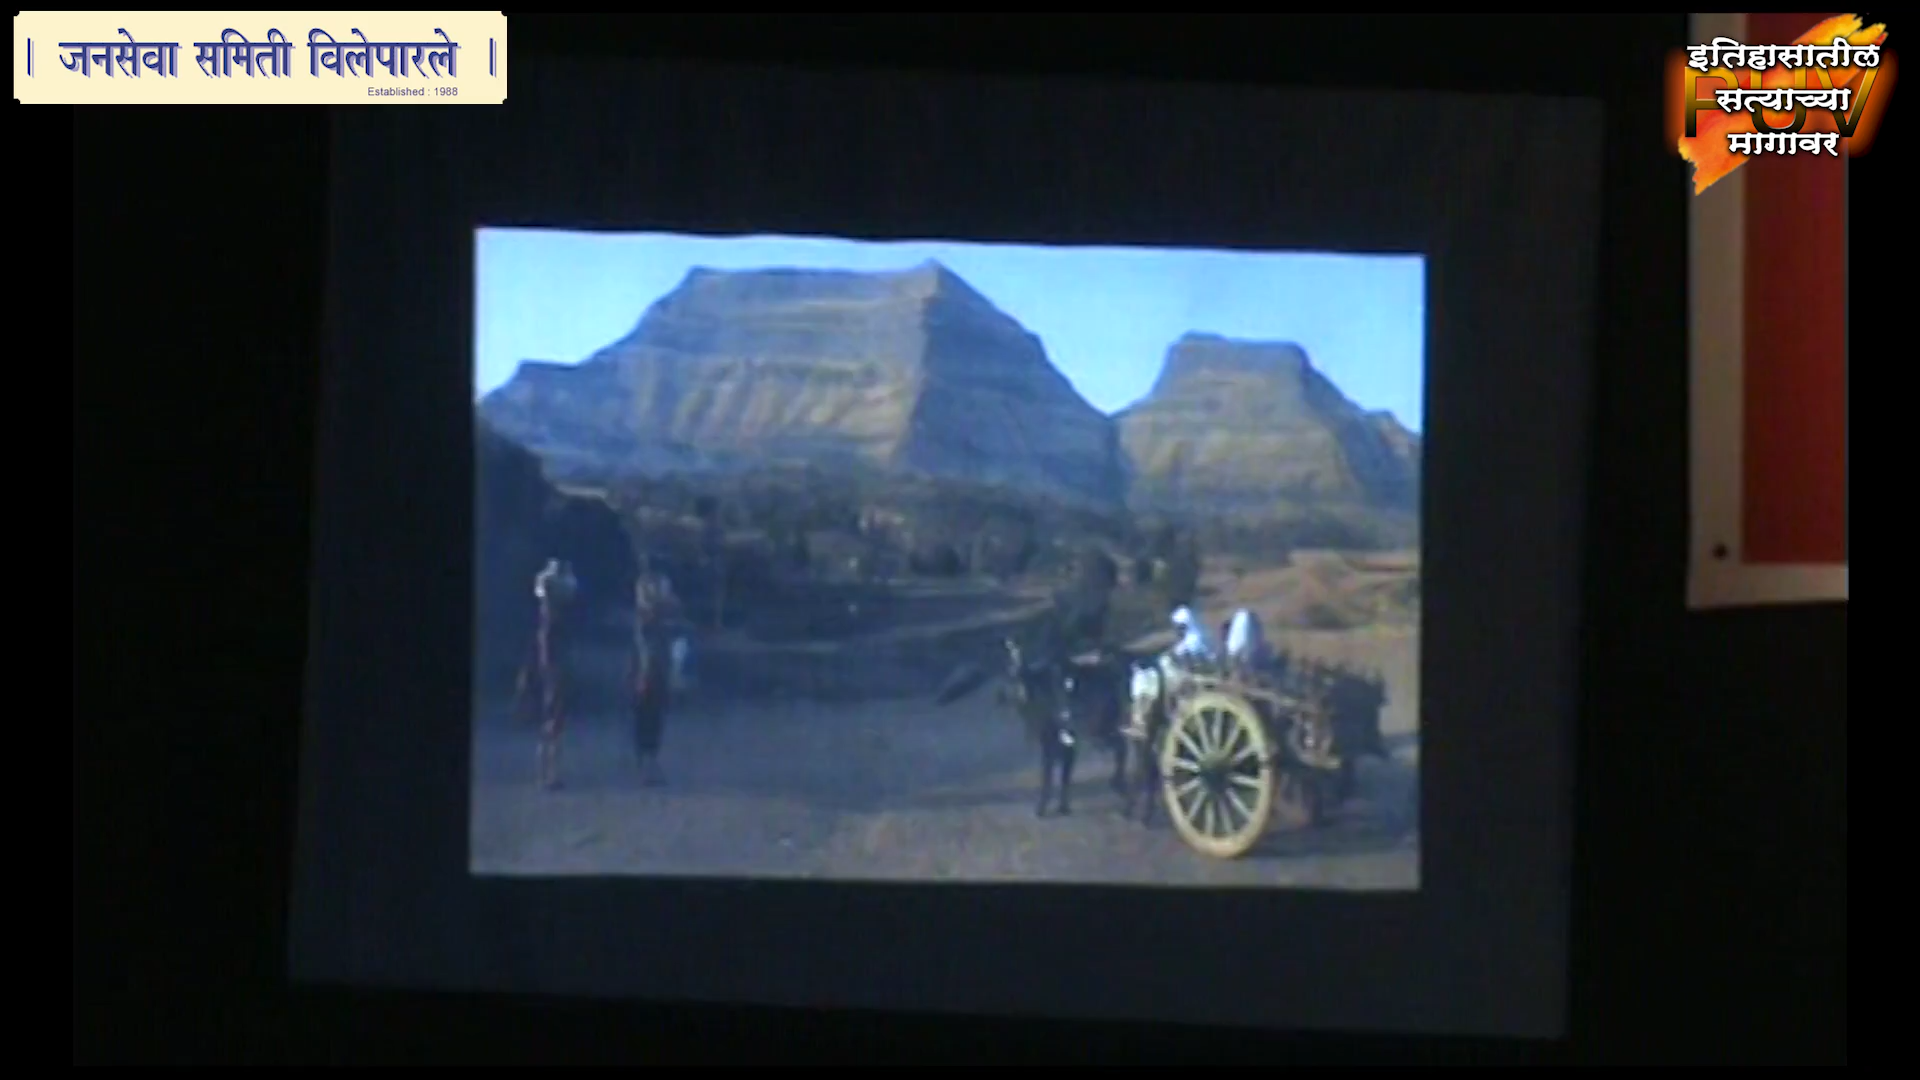 । जनसेवा समिती विलेपारले ।
Established : 1988
इतिहासातील
सत्याच्या
मागावर